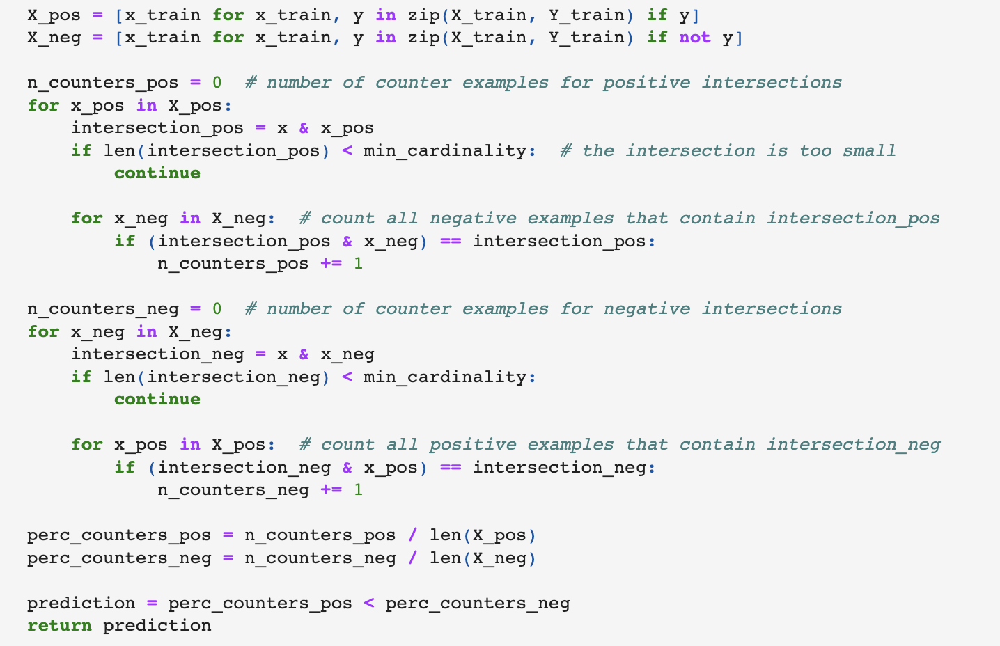 X_pos = [x_train for x_train, y in zip(X_train, Y_train) if y]
X_neg = [x_train for x_train, y in zip(X_train, Y_train) if not y]

n_counters_pos = 0  # number of counter examples for positive intersections
for x_pos in X_pos:
    intersection_pos = x & x_pos
    if len(intersection_pos) < min_cardinality:  # the intersection is too small
        continue

    for x_neg in X_neg:  # count all negative examples that contain intersection_pos
        if (intersection_pos & x_neg) == intersection_pos:
            n_counters_pos += 1

n_counters_neg = 0  # number of counter examples for negative intersections
for x_neg in X_neg:
    intersection_neg = x & x_neg
    if len(intersection_neg) < min_cardinality:
        continue

    for x_pos in X_pos:  # count all positive examples that contain intersection_neg
        if (intersection_neg & x_pos) == intersection_neg:
            n_counters_neg += 1

perc_counters_pos = n_counters_pos / len(X_pos)
perc_counters_neg = n_counters_neg / len(X_neg)

prediction = perc_counters_pos < perc_counters_neg
return prediction